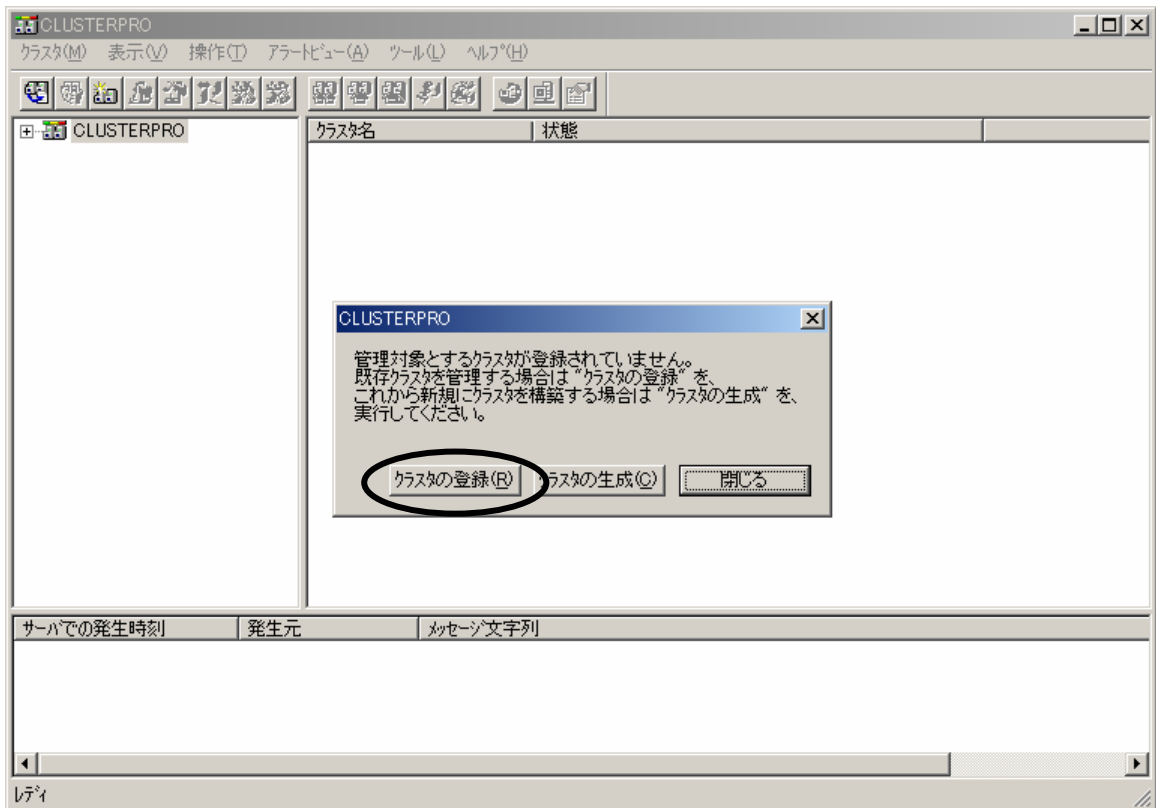 CLUSTERPRO
ｸﾗｽﾀ(M) 表示(V) 操作(T) ｱﾗｰﾄﾋﾞｭｰ(A) ﾂｰﾙ(L) ﾍﾙﾌﾟ(H)
CLUSTERPRO
ｸﾗｽﾀ名 状態
CLUSTERPRO
管理対象とするｸﾗｽﾀが登録されていません。
既存ｸﾗｽﾀを管理する場合は "ｸﾗｽﾀの登録" を、
これから新規にｸﾗｽﾀを構築する場合は "ｸﾗｽﾀの生成" を、
実行してください。
ｸﾗｽﾀの登録(R) ｸﾗｽﾀの生成(C) 閉じる
サーバでの発生時刻 発生元 ﾒｯｾｰｼﾞ文字列
ﾚﾃﾞｨ